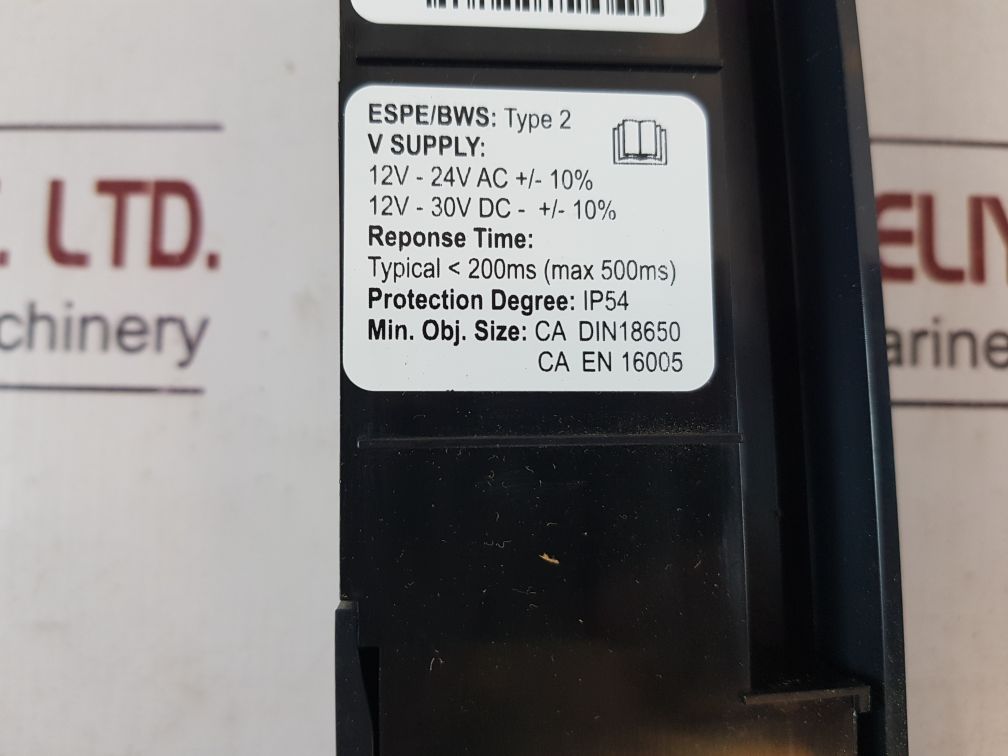 ESPE/BWS: Type 2
V SUPPLY:
12V - 24V AC +/- 10%
12V - 30V DC - +/- 10%
Reponse Time:
Typical < 200ms (max 500ms)
Protection Degree: IP54
Min. Obj. Size: CA DIN18650
CA EN 16005
LTD.
chinery
ELIY
arine